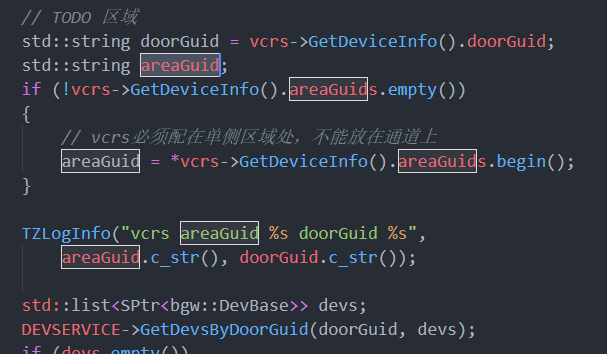 // TODO 区域
std::string doorGuid = vcrs->GetDeviceInfo().doorGuid;
std::string areaGuid;
if (!vcrs->GetDeviceInfo().areaGuids.empty())
{
// vcrs必须配在单侧区域处，不能放在通道上
areaGuid = *vcrs->GetDeviceInfo().areaGuids.begin();
}
TZLogInfo("vcrs areaGuid %s doorGuid %s",
areaGuid.c_str(), doorGuid.c_str());
std::list<SPtr<bgw::DevBase>> devs;
DEVSERVICE->GetDevsByDoorGuid(doorGuid, devs);
if (devs.empty())